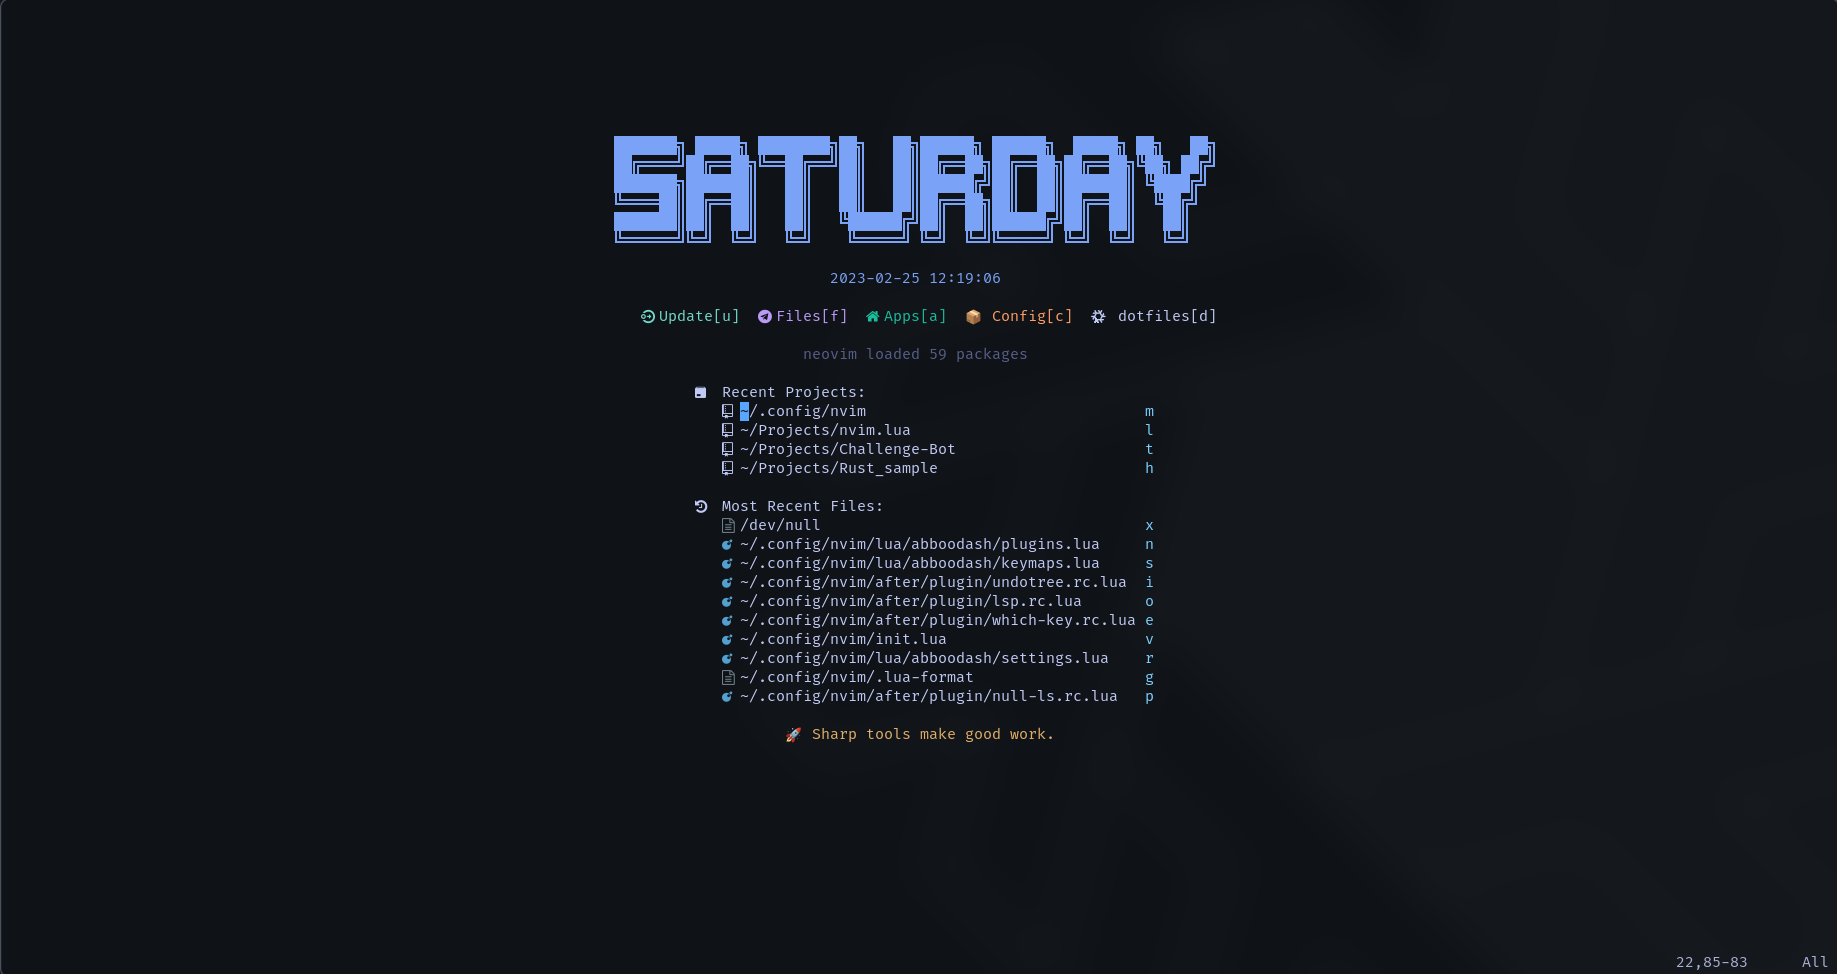 SATURDAY
2023-02-25 12:19:06
Update[u] Files[f] Apps[a] Config[c] dotfiles[d]
neovim loaded 59 packages
Recent Projects:
~/.config/nvim m
~/Projects/nvim.lua l
~/Projects/Challenge-Bot t
~/Projects/Rust_sample h
Most Recent Files:
/dev/null x
~/.config/nvim/lua/abboodash/plugins.lua n
~/.config/nvim/lua/abboodash/keymaps.lua s
~/.config/nvim/after/plugin/undotree.rc.lua i
~/.config/nvim/after/plugin/lsp.rc.lua o
~/.config/nvim/after/plugin/which-key.rc.lua e
~/.config/nvim/init.lua v
~/.config/nvim/lua/abboodash/settings.lua r
~/.config/nvim/.lua-format g
~/.config/nvim/after/plugin/null-ls.rc.lua p
🚀 Sharp tools make good work.
22,85-83 All